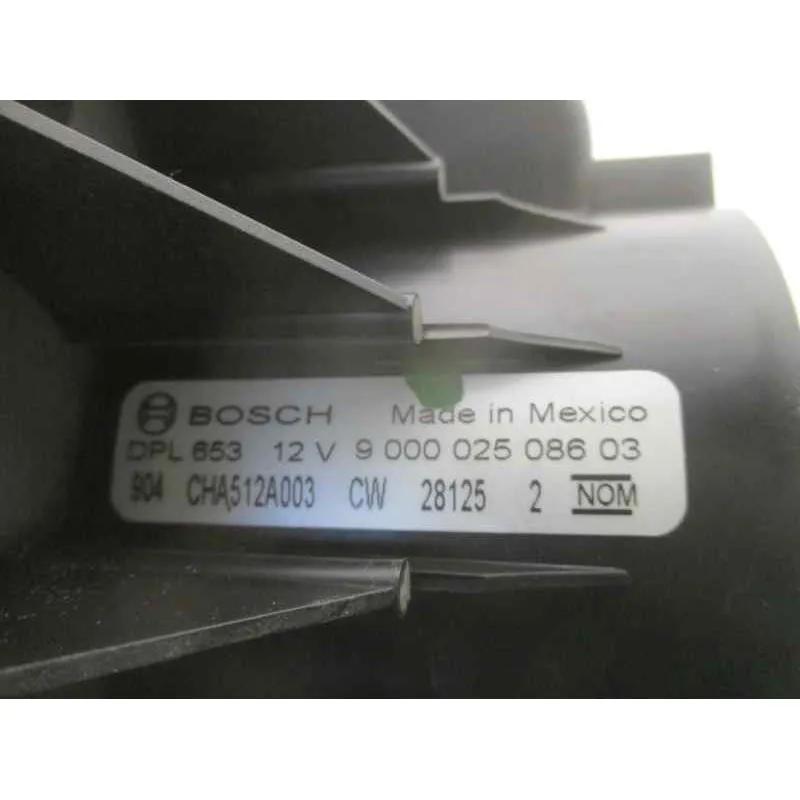 BOSCH Made in Mexico
DPL 653 12 V 9 000 025 086 03
904 CHA512A003 CW 28125 2 NOM